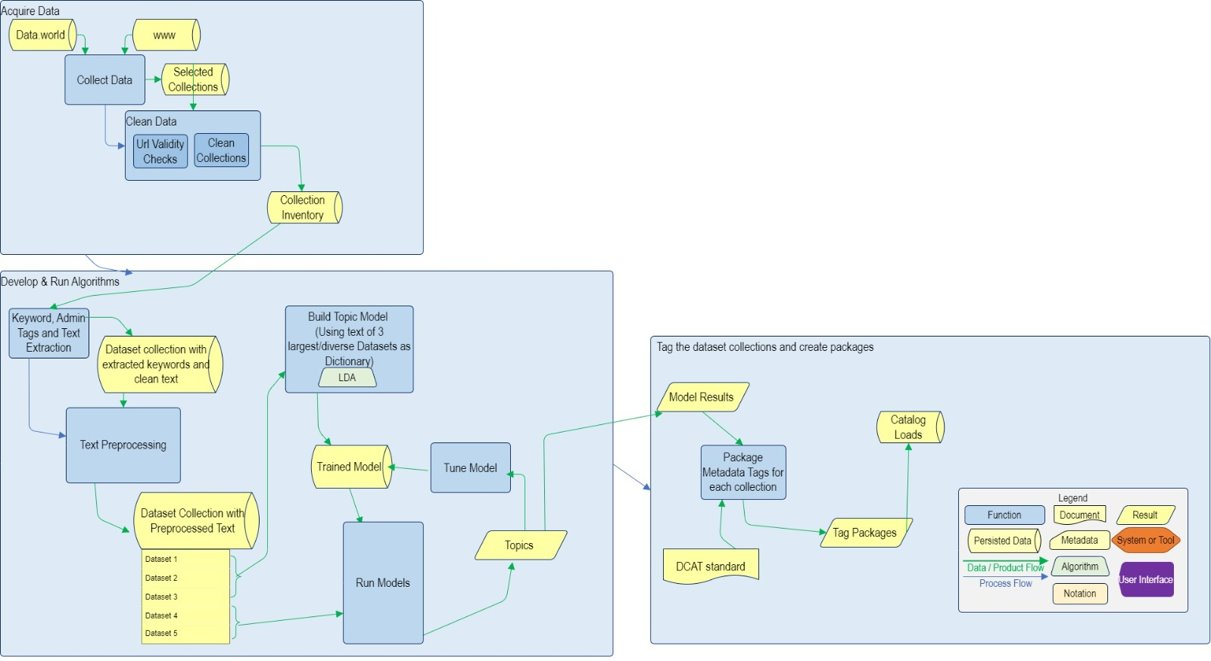 Acquire Data
Data world
www
Collect Data
Selected
Collections
Clean Data
Url Validity
Checks
Clean
Collections
Collection
Inventory
Develop & Run Algorithms
Keyword, Admin
Tags and Text
Extraction
Dataset collection with
extracted keywords and
clean text
Text Preprocessing
Dataset Collection with
Preprocessed Text
Dataset 1
Dataset 2
Dataset 3
Dataset 4
Dataset 5
Build Topic Model
(Using text of 3
largest/diverse Datasets as
Dictionary)
LDA
Trained Model
Tune Model
Run Models
Topics
Tag the dataset collections and create packages
Model Results
Package
Metadata Tags for
each collection
DCAT standard
Tag Packages
Catalog
Loads
Legend
Function
Document
Result
Persisted Data
Metadata
System or Tool
Data / Product Flow
Process Flow
Algorithm
User Interface
Notation